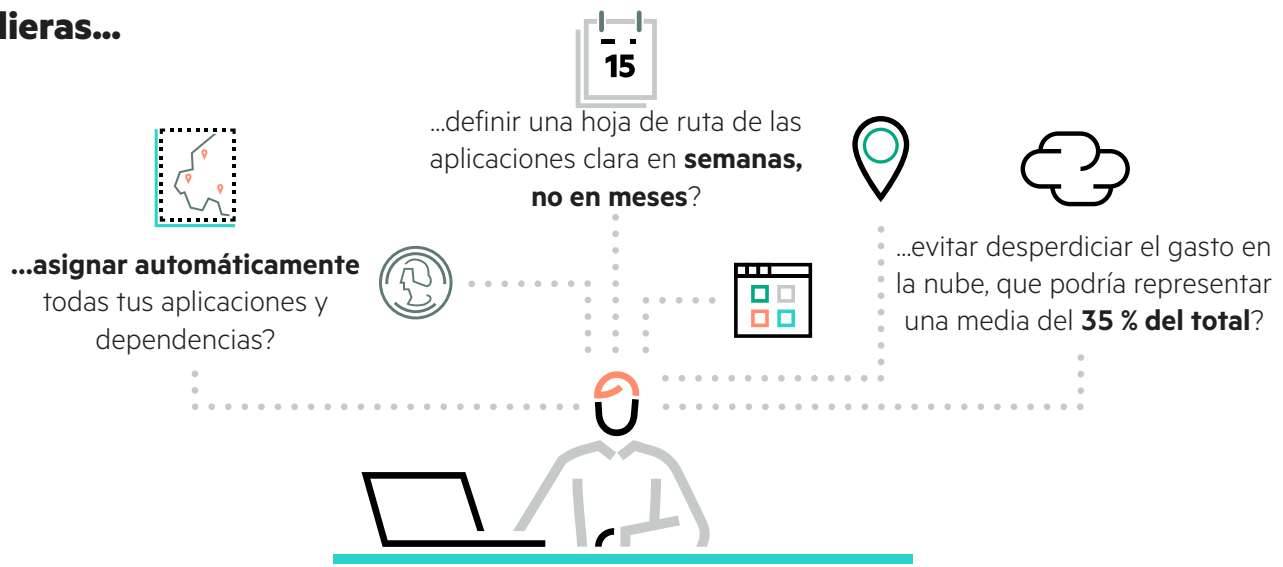 lieras...
15
...definir una hoja de ruta de las
aplicaciones clara en semanas,
no en meses?
...asignar automáticamente
todas tus aplicaciones y
dependencias?
...evitar desperdiciar el gasto en
la nube, que podría representar
una media del 35 % del total?